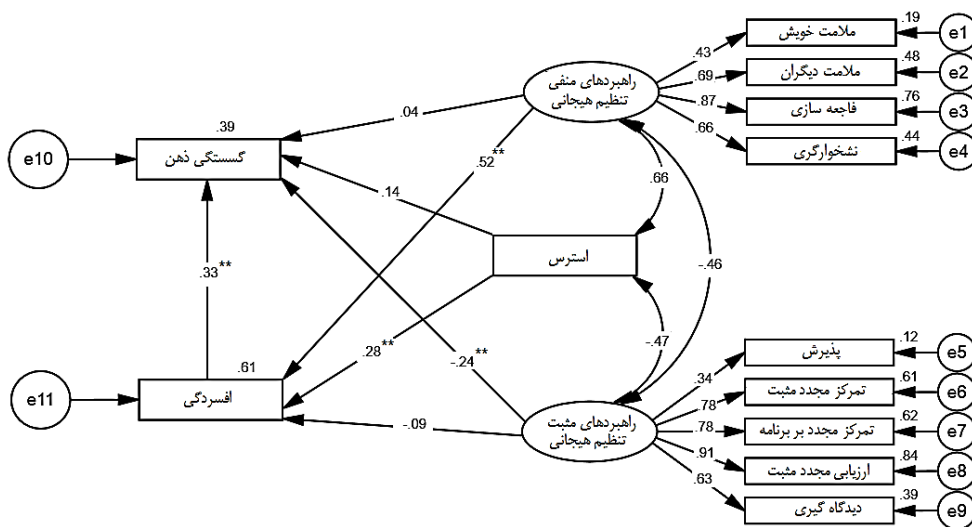 .19
ملامت خویش
e1
.43
.48
ملامت دیگران
e2
.69
راهبردهای منفی
تنظیم هیجانی
.76
فاجعه سازی
e3
.87
.44
نشخوارگری
e4
.66
.04
.39
گسستگی ذهن
e10
.52**
.14
.66
استرس
-.46
.33**
.28**
-.24**
-.47
.61
افسردگی
e11
-.09
راهبردهای مثبت
تنظیم هیجانی
.12
پذیرش
e5
.34
.61
تمرکز مجدد مثبت
e6
.78
.62
تمرکز مجدد بر برنامه
e7
.78
.84
ارزیابی مجدد مثبت
e8
.91
.39
دیدگاه گیری
e9
.63